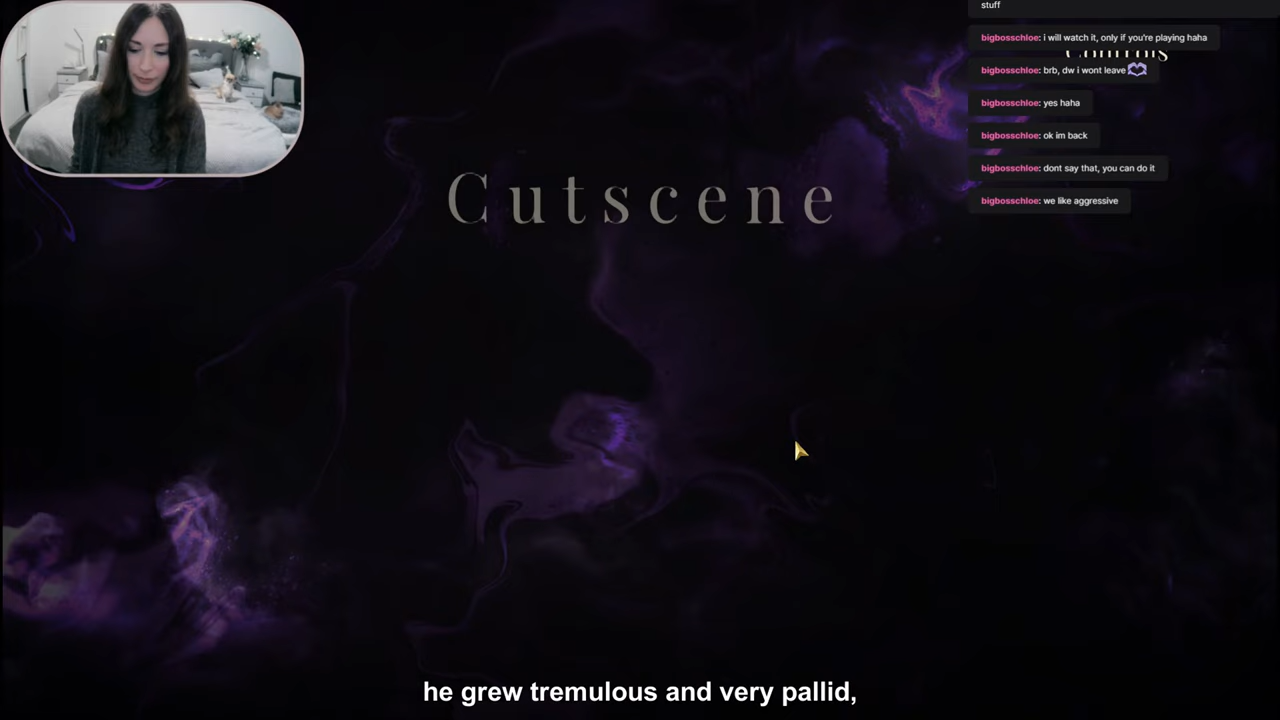 stuff
bigbosschloe: i will watch it, only if you're playing haha
Controls
bigbosschloe: brb, dw i wont leave
bigbosschloe: yes haha
bigbosschloe: ok im back
bigbosschloe: dont say that, you can do it
bigbosschloe: we like aggressive
Cutscene
he grew tremulous and very pallid,